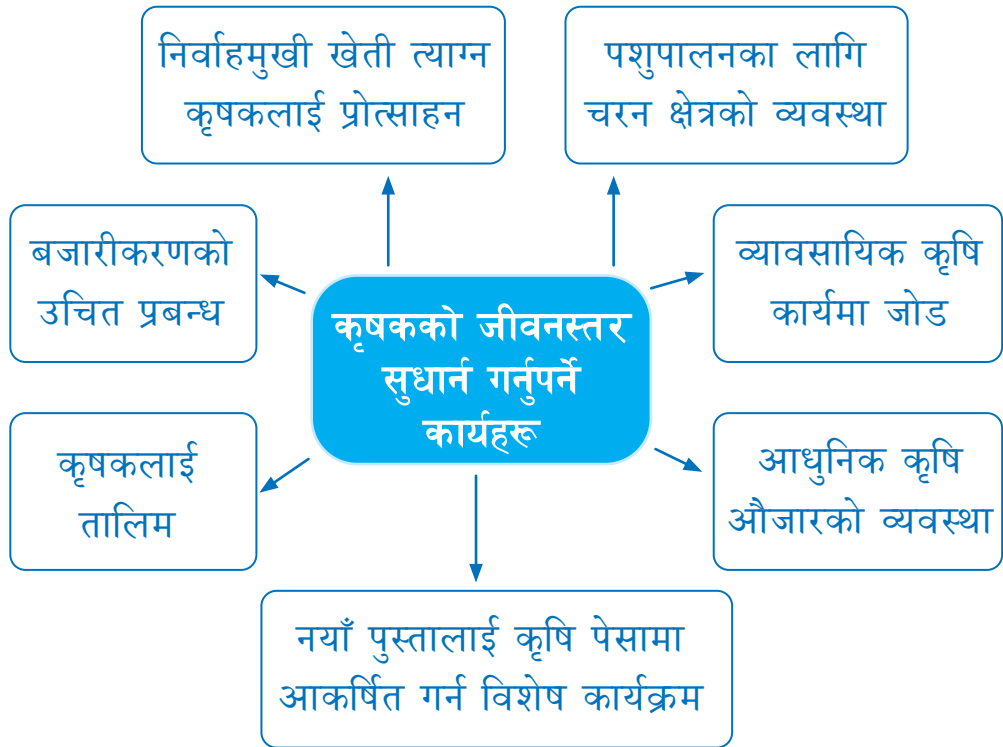 निर्वाहमुखी खेती त्याग्न
कृषकलाई प्रोत्साहन
पशुपालनका लागि
चरन क्षेत्रको व्यवस्था
बजारीकरणको
उचित प्रबन्ध
व्यावसायिक कृषि
कार्यमा जोड
कृषकको जीवनस्तर
सुधार्न गर्नुपर्ने
कार्यहरू
कृषकलाई
तालिम
आधुनिक कृषि
औजारको व्यवस्था
नयाँ पुस्तालाई कृषि पेसामा
आकर्षित गर्न विशेष कार्यक्रम